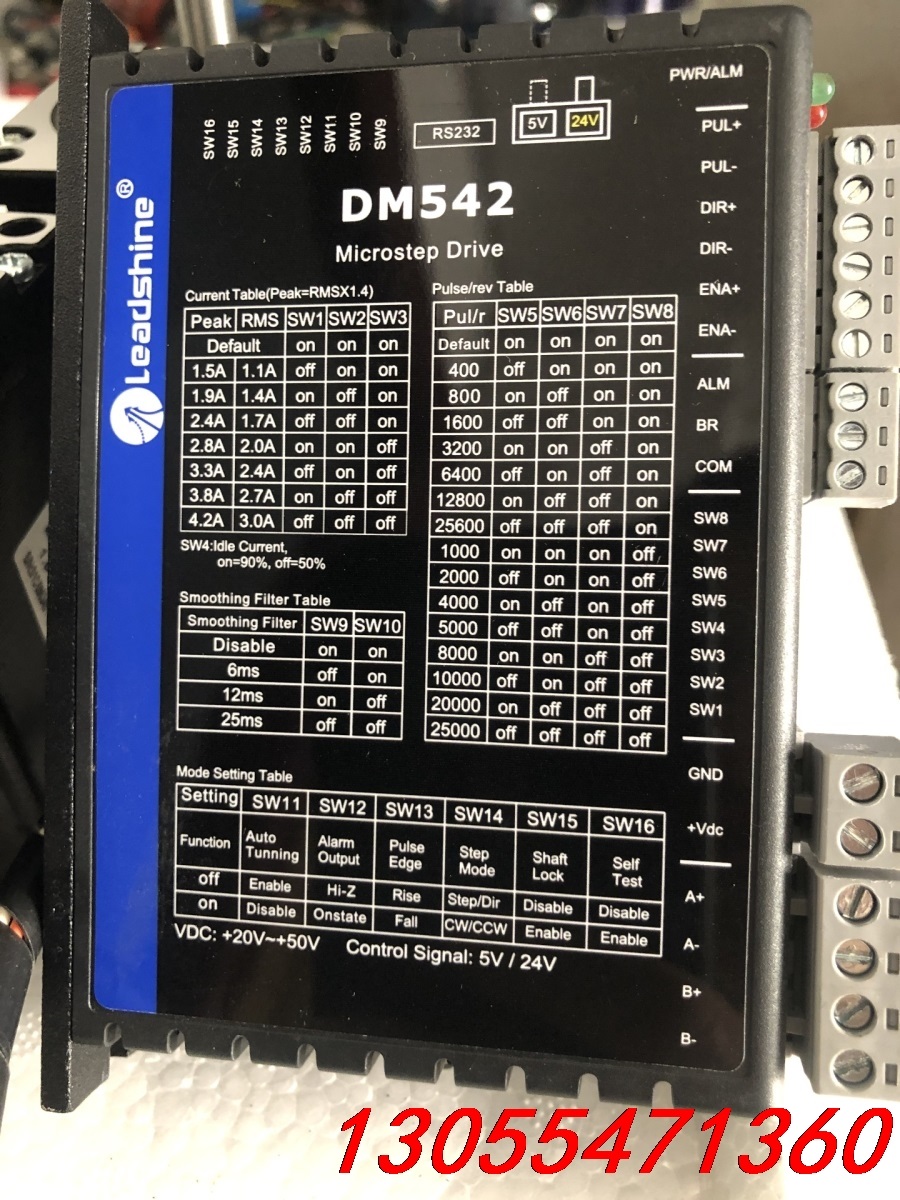 PWR/ALM
SW16 SW15 SW14 SW13 SW12 SW11 SW10 SW9
RS232
5V 24V
Leadshine®
DM542
Microstep Drive
Current Table(Peak=RMSX1.4)
Peak RMS SW1 SW2 SW3
Default on on on
1.5A 1.1A off on on
1.9A 1.4A on off on
2.4A 1.7A off off on
2.8A 2.0A on on off
3.3A 2.4A off on off
3.8A 2.7A on off off
4.2A 3.0A off off off
SW4:Idle Current,
on=90%, off=50%
Pulse/rev Table
Pul/r SW5 SW6 SW7 SW8
Default on on on on
400 off on on on
800 on off on on
1600 off off on on
3200 on on off on
6400 off on off on
12800 on off off on
25600 off off off on
1000 on on on off
2000 off on on off
4000 on off on off
5000 off off on off
8000 on on off off
10000 off on off off
20000 on off off off
25000 off off off off
Smoothing Filter Table
Smoothing Filter SW9 SW10
Disable on on
6ms off on
12ms on off
25ms off off
Mode Setting Table
Setting SW11 SW12 SW13 SW14 SW15 SW16
Function Auto Tunning Alarm Output Pulse Edge Step Mode Shaft Lock Self Test
off Enable Hi-Z Rise Step/Dir Disable Disable
on Disable Onstate Fall CW/CCW Enable Enable
VDC: +20V~+50V Control Signal: 5V / 24V
PUL+
PUL-
DIR+
DIR-
ENA+
ENA-
ALM
BR
COM
SW8
SW7
SW6
SW5
SW4
SW3
SW2
SW1
GND
+Vdc
A+
A-
B+
B-
13055471360